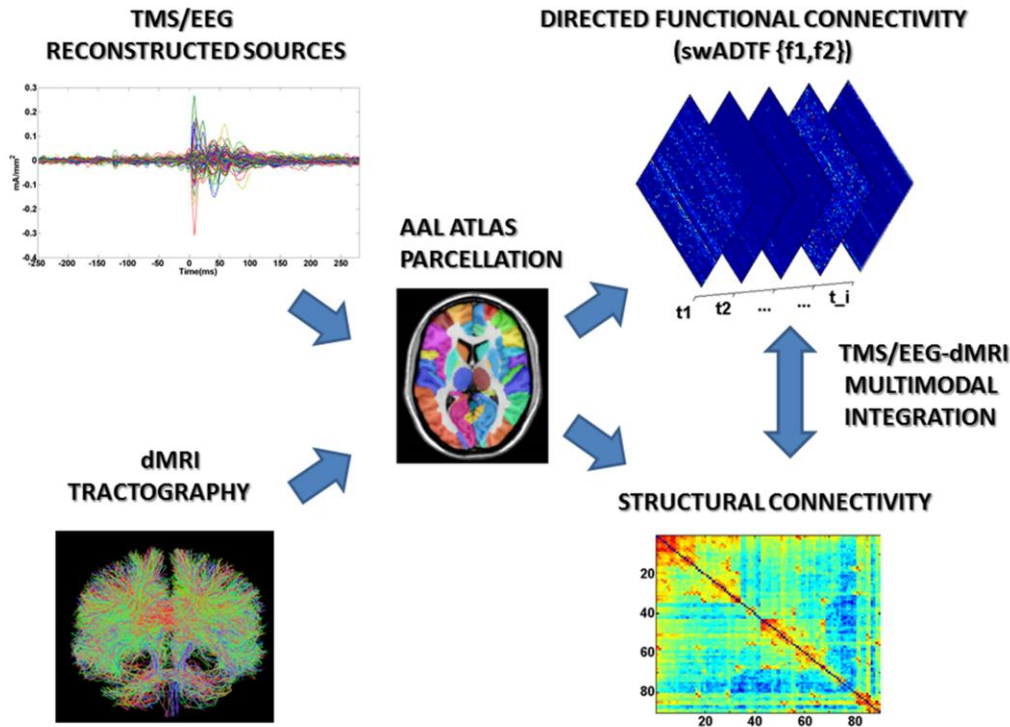 TMS/EEG
RECONSTRUCTED SOURCES
0.3
0.2
0.1
0
-0.1
-0.2
-0.3
-0.4
mA/mm²
-250 -200 -150 -100 -50 0 50 100 150 200 250
Time(ms)
DIRECTED FUNCTIONAL CONNECTIVITY
(swADTF {f1,f2})
t1 t2 ... ... t_i
AAL ATLAS
PARCELLATION
TMS/EEG-dMRI
MULTIMODAL
INTEGRATION
dMRI
TRACTOGRAPHY
STRUCTURAL CONNECTIVITY
20
40
60
80
20 40 60 80